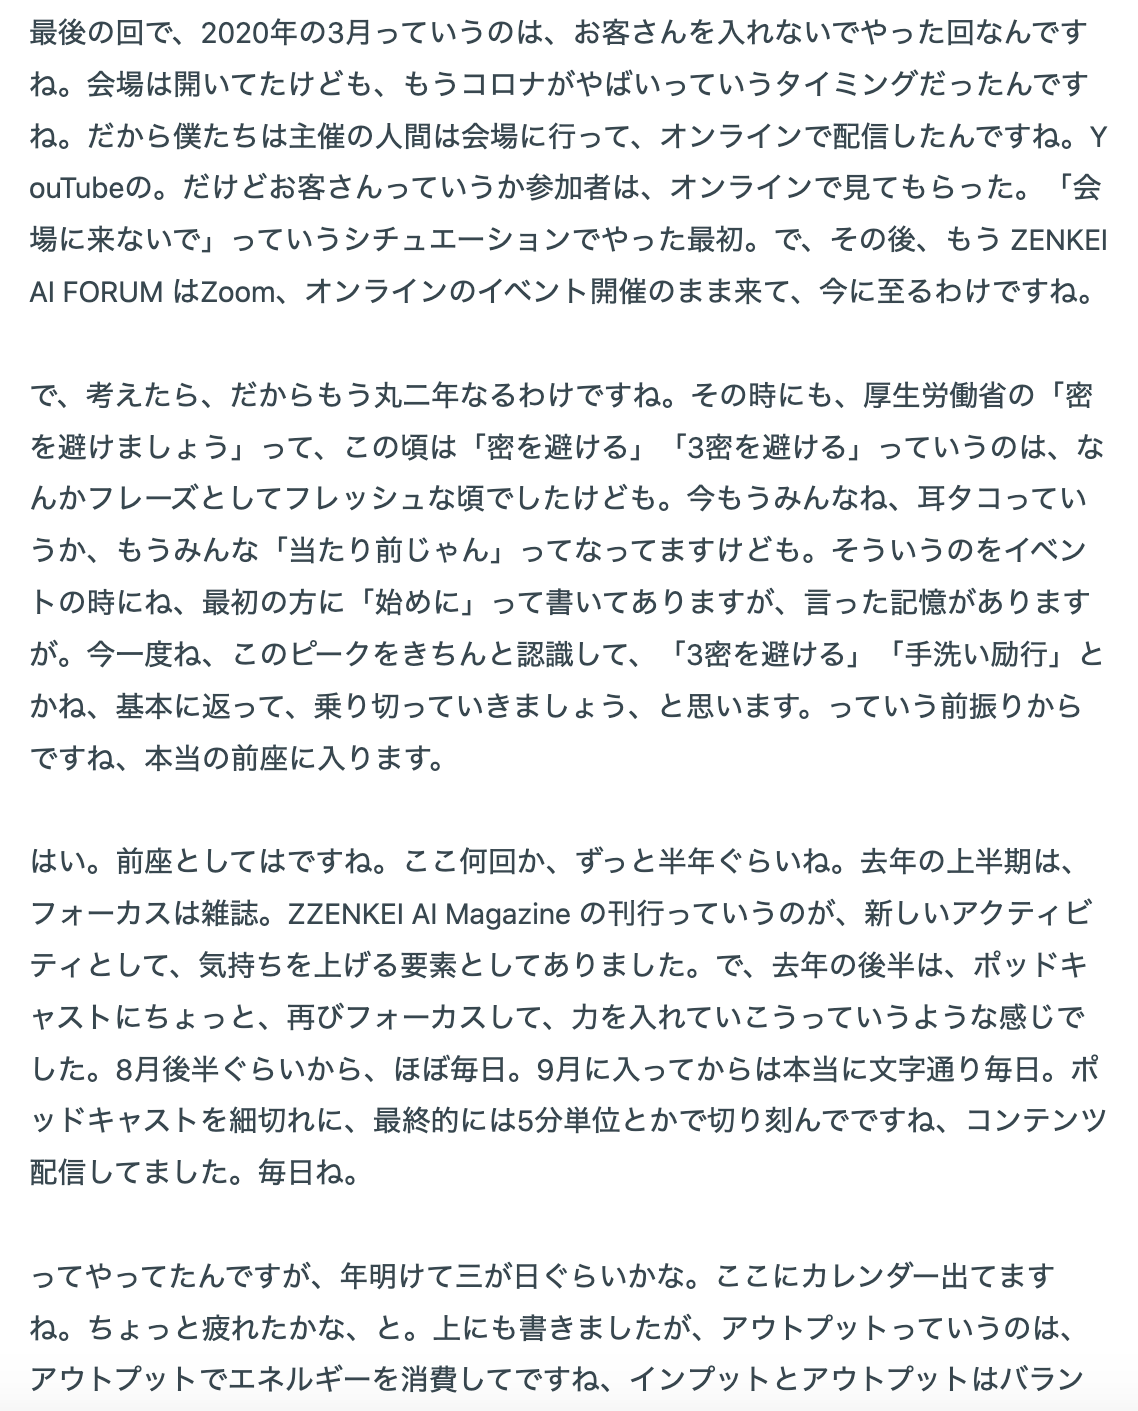 最後の回で、2020年の3月っていうのは、お客さんを入れないでやった回なんです
ね。会場は開いてたけども、もうコロナがやばいっていうタイミングだったんです
ね。だから僕たちは主催の人間は会場に行って、オンラインで配信したんですね。Y
ouTubeの。だけどお客さんっていうか参加者は、オンラインで見てもらった。「会
場に来ないで」っていうシチュエーションでやった最初。で、その後、もう ZENKEI
AI FORUM はZoom、オンラインのイベント開催のまま来て、今に至るわけですね。
で、考えたら、だからもう丸二年なるわけですね。その時にも、厚生労働省の「密
を避けましょう」って、この頃は「密を避ける」「3密を避ける」っていうのは、な
んかフレーズとしてフレッシュな頃でしたけども。今もうみんなね、耳タコってい
うか、もうみんな「当たり前じゃん」ってなってますけども。そういうのをイベン
トの時にね、最初の方に「始めに」って書いてありますが、言った記憶があります
が。今一度ね、このピークをきちんと認識して、「3密を避ける」「手洗い励行」と
かね、基本に返って、乗り切っていきましょう、と思います。っていう前振りから
ですね、本当の前座に入ります。
はい。前座としてはですね。ここ何回か、ずっと半年ぐらいね。去年の上半期は、
フォーカスは雑誌。ZZENKEI AI Magazine の刊行っていうのが、新しいアクティビ
ティとして、気持ちを上げる要素としてありました。で、去年の後半は、ポッドキ
ャストにちょっと、再びフォーカスして、力を入れていこうっていうような感じで
した。8月後半ぐらいから、ほぼ毎日。9月に入ってからは本当に文字通り毎日。ポ
ッドキャストを細切れに、最終的には5分単位とかで切り刻んでですね、コンテンツ
配信してました。毎日ね。
ってやってたんですが、年明けて三が日ぐらいかな。ここにカレンダー出てます
ね。ちょっと疲れたかな、と。上にも書きましたが、アウトプットっていうのは、
アウトプットでエネルギーを消費してですね、インプットとアウトプットはバラン